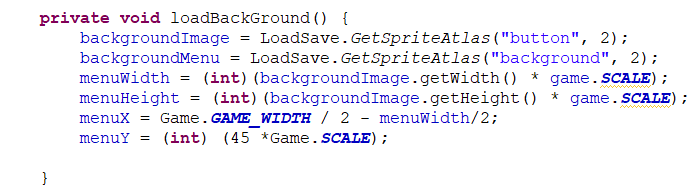 private void loadBackGround() {
backgroundImage = LoadSave.GetSpriteAtlas("button", 2);
backgroundMenu = LoadSave.GetSpriteAtlas("background", 2);
menuWidth = (int)(backgroundImage.getWidth() * game.SCALE);
menuHeight = (int)(backgroundImage.getHeight() * game.SCALE);
menuX = Game.GAME_WIDTH / 2 - menuWidth/2;
menuY = (int) (45 *Game.SCALE);
}